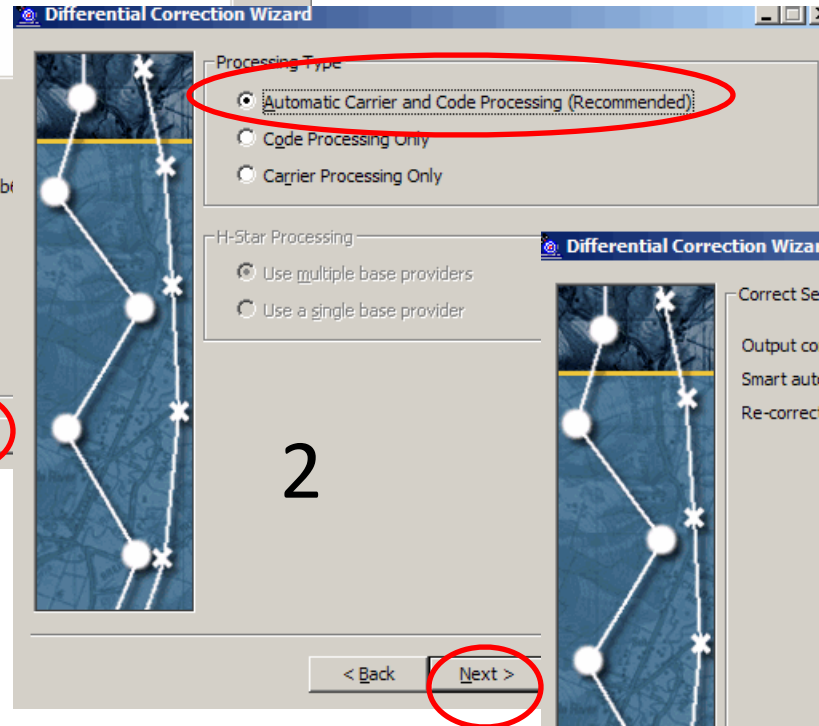 Differential Correction Wizard
Processing Type
Automatic Carrier and Code Processing (Recommended)
Code Processing Only
Carrier Processing Only
H-Star Processing
Use multiple base providers
Use a single base provider
2
< Back
Next >
Differential Correction Wizar
Correct Se
Output co
Smart aut
Re-correct